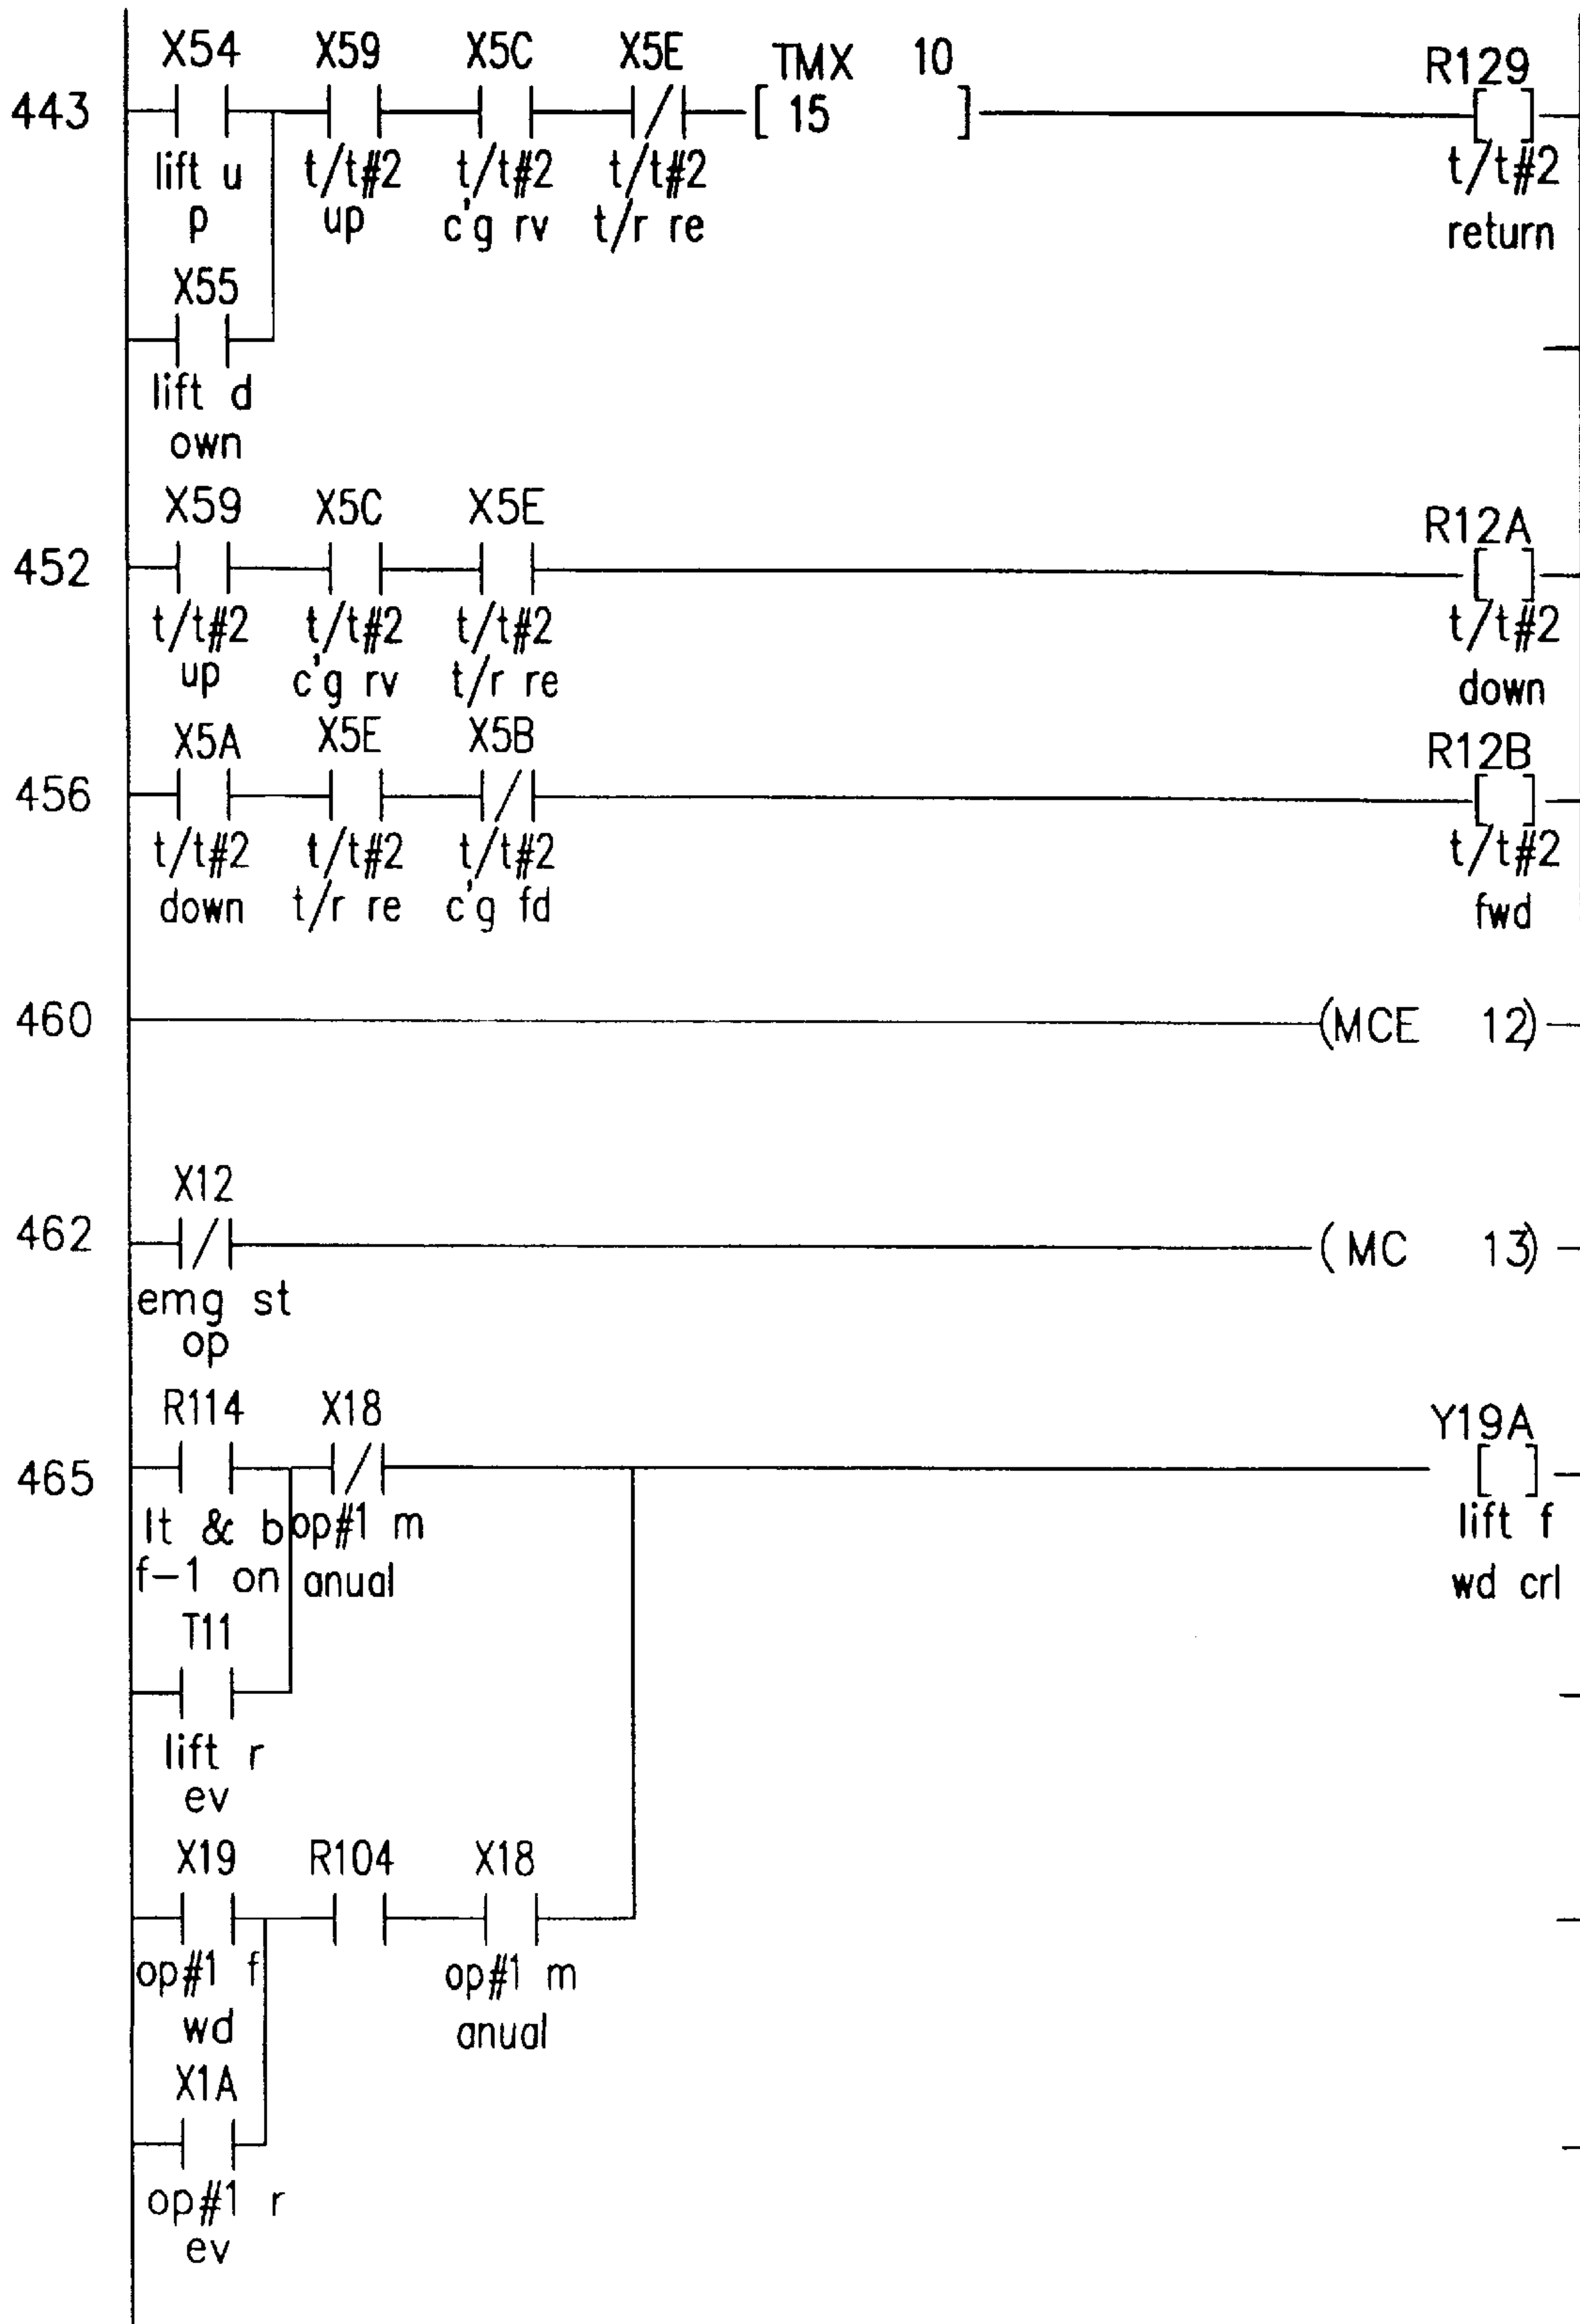 X54 X59 X5C X5E TMX 10 R129
443 [ 15 ] [ ]
lift u t/t#2 t/t#2 t/t#2 t/t#2
p up c'g rv t/r re return
X55
lift d
own
X59 X5C X5E R12A
452 [ ]
t/t#2 t/t#2 t/t#2 t/t#2
up c'g rv t/r re down
X5A X5E X5B R12B
456 [ ]
t/t#2 t/t#2 t/t#2 t/t#2
down t/r re c'g fd fwd
460 (MCE 12)
X12
462 (MC 13)
emg st
op
R114 X18 Y19A
465 [ ]
lt & b op#1 m lift f
f-1 on anual wd crl
T11
lift r
ev
X19 R104 X18
op#1 f op#1 m
wd anual
X1A
op#1 r
ev